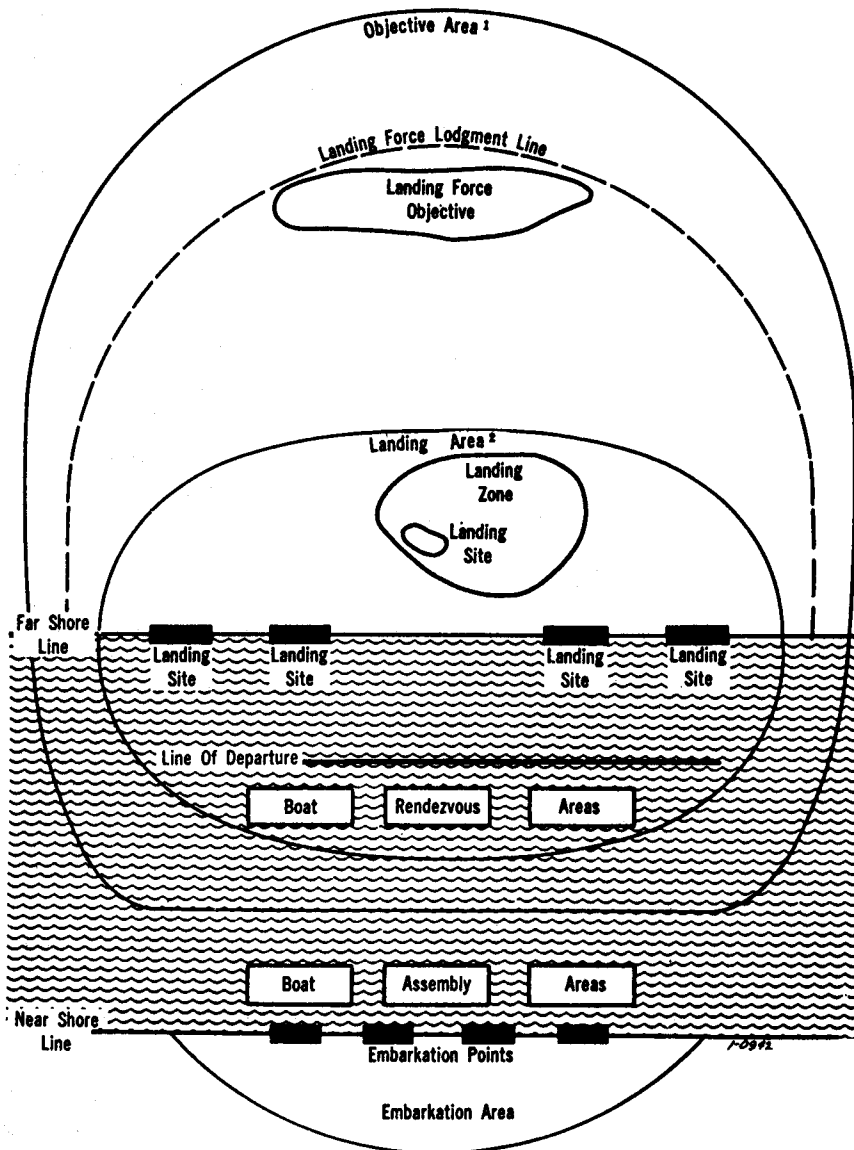 Objective Area 1
Landing Force Lodgment Line
Landing Force
Objective
Landing Area 2
Landing
Zone
Landing
Site
Far Shore
Line
Landing
Site
Landing
Site
Landing
Site
Landing
Site
Line Of Departure
Boat
Rendezvous
Areas
Boat
Assembly
Areas
Near Shore
Line
Embarkation Points
1-0942
Embarkation Area